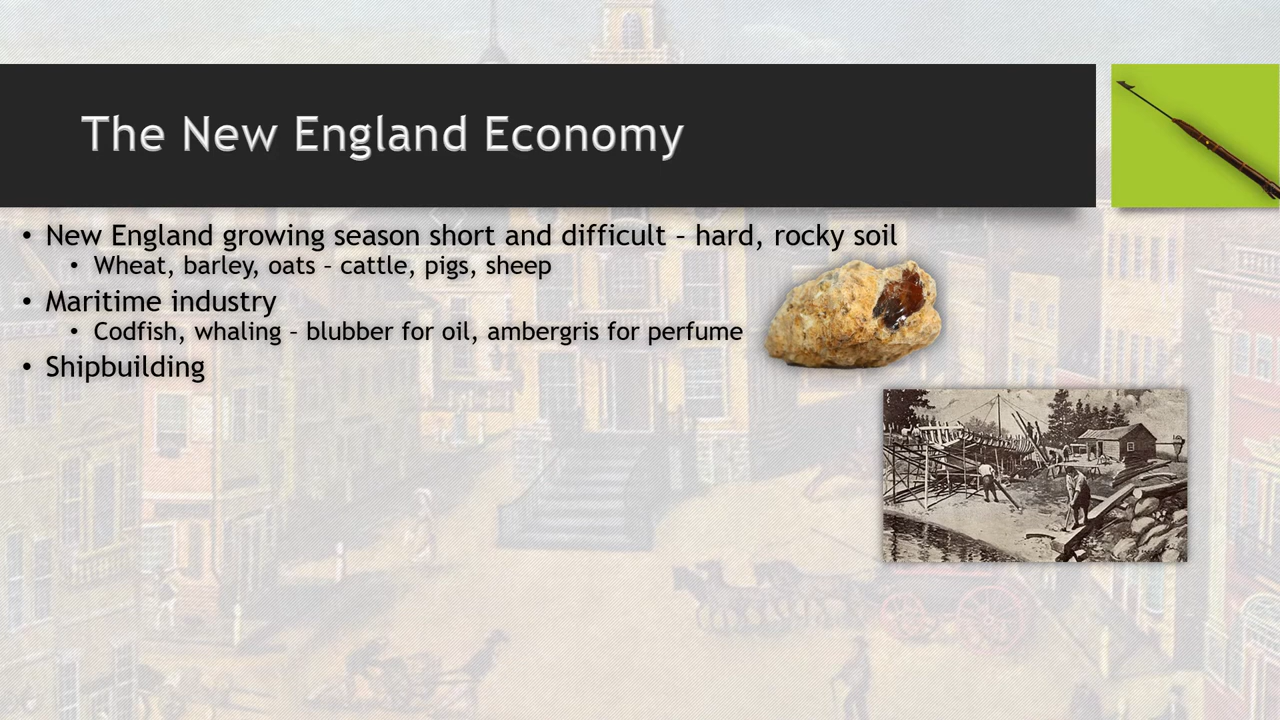 The New England Economy
• New England growing season short and difficult – hard, rocky soil
• Wheat, barley, oats – cattle, pigs, sheep
• Maritime industry
• Codfish, whaling – blubber for oil, ambergris for perfume
• Shipbuilding